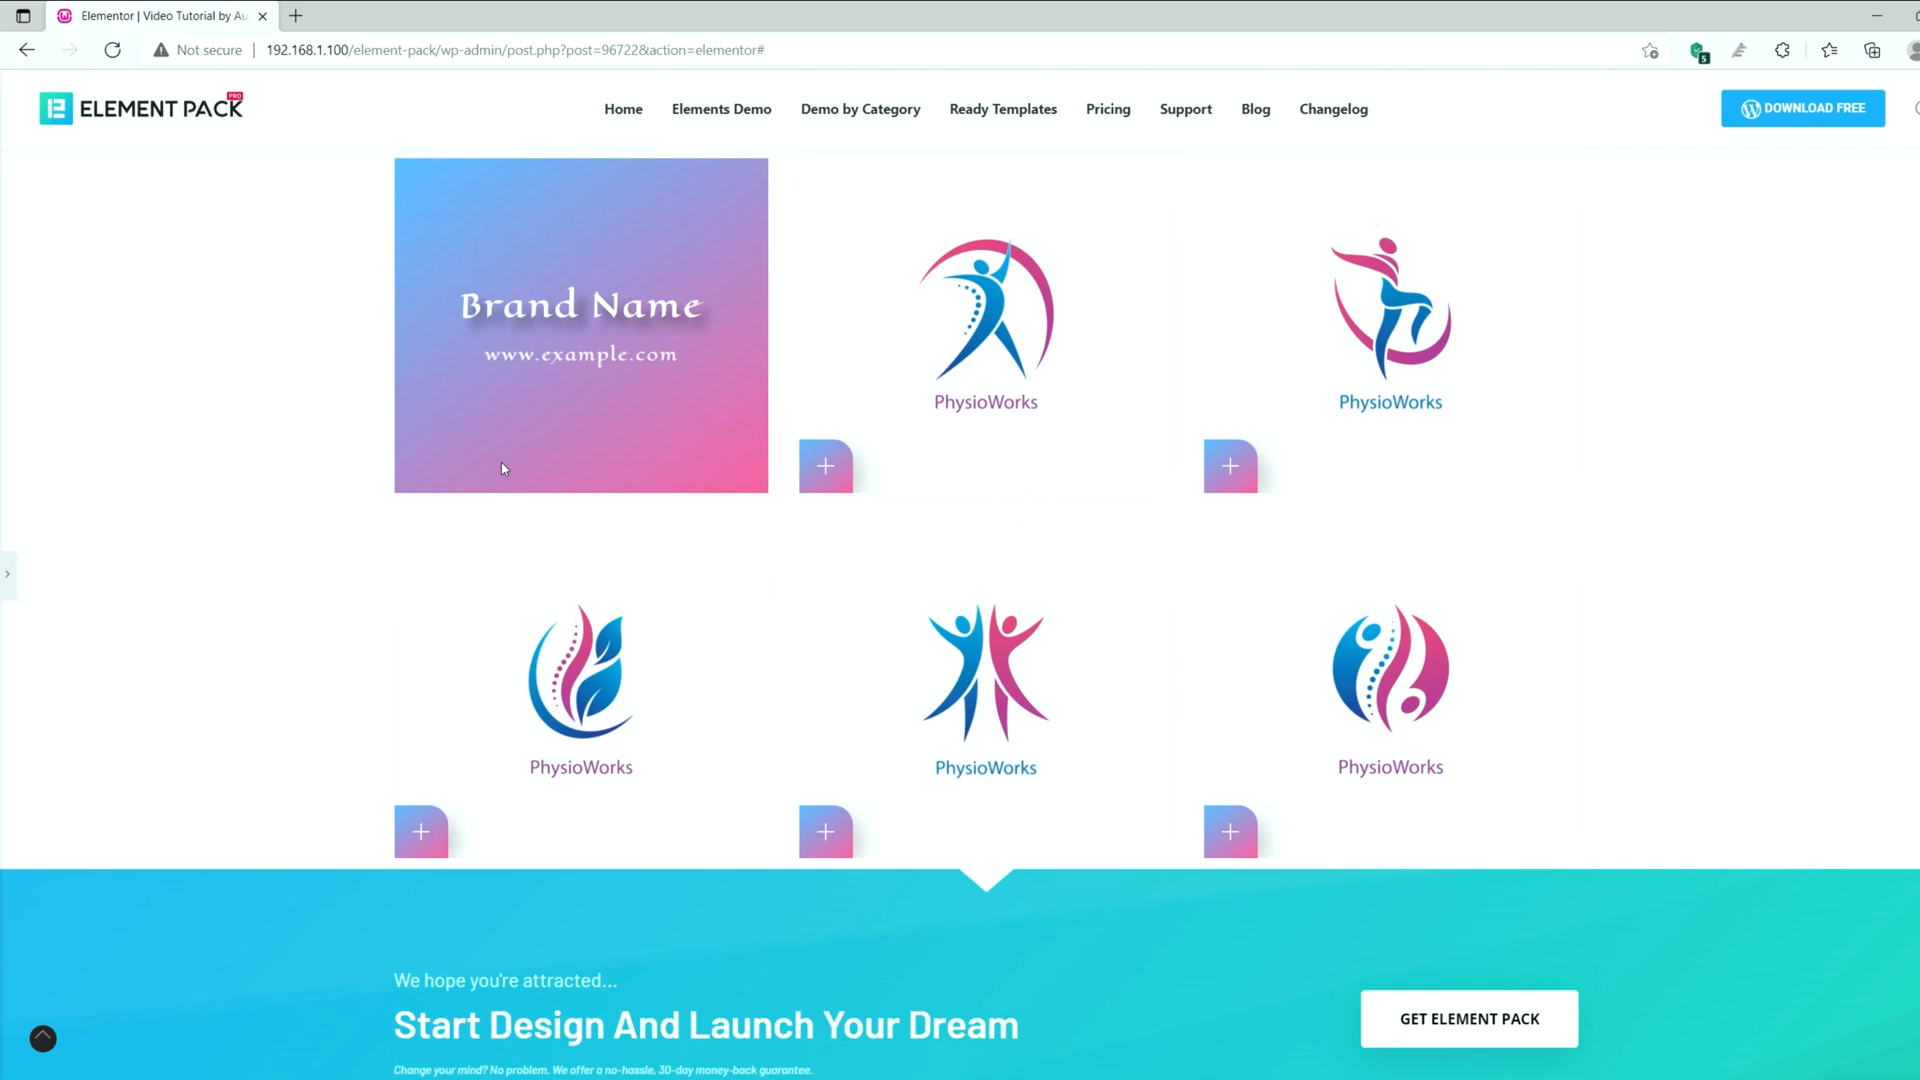 Elementor | Video Tutorial by Au
Not secure
192.168.1.100/element-pack/wp-admin/post.php?post=96722&action=elementor#
5
ELEMENT PACK
PRO
Home
Elements Demo
Demo by Category
Ready Templates
Pricing
Support
Blog
Changelog
DOWNLOAD FREE
Brand Name
www.example.com
PhysioWorks
PhysioWorks
PhysioWorks
PhysioWorks
PhysioWorks
We hope you're attracted...
Start Design And Launch Your Dream
Change your mind? No problem. We offer a no-hassle, 30-day money-back guarantee.
GET ELEMENT PACK